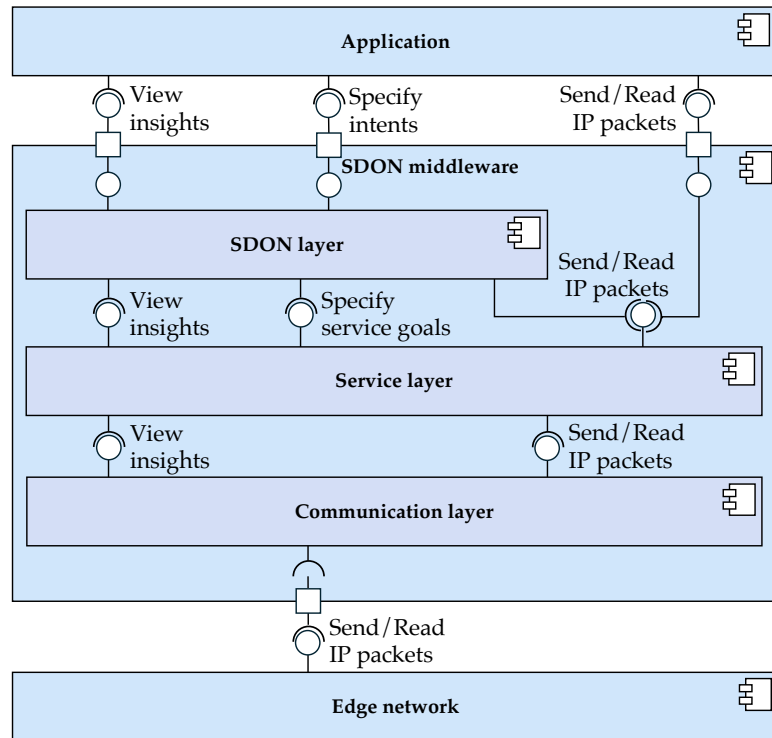 Application
View
insights
Specify
intents
Send/Read
IP packets
SDON middleware
SDON layer
Send/Read
IP packets
View
insights
Specify
service goals
Service layer
View
insights
Send/Read
IP packets
Communication layer
Send/Read
IP packets
Edge network